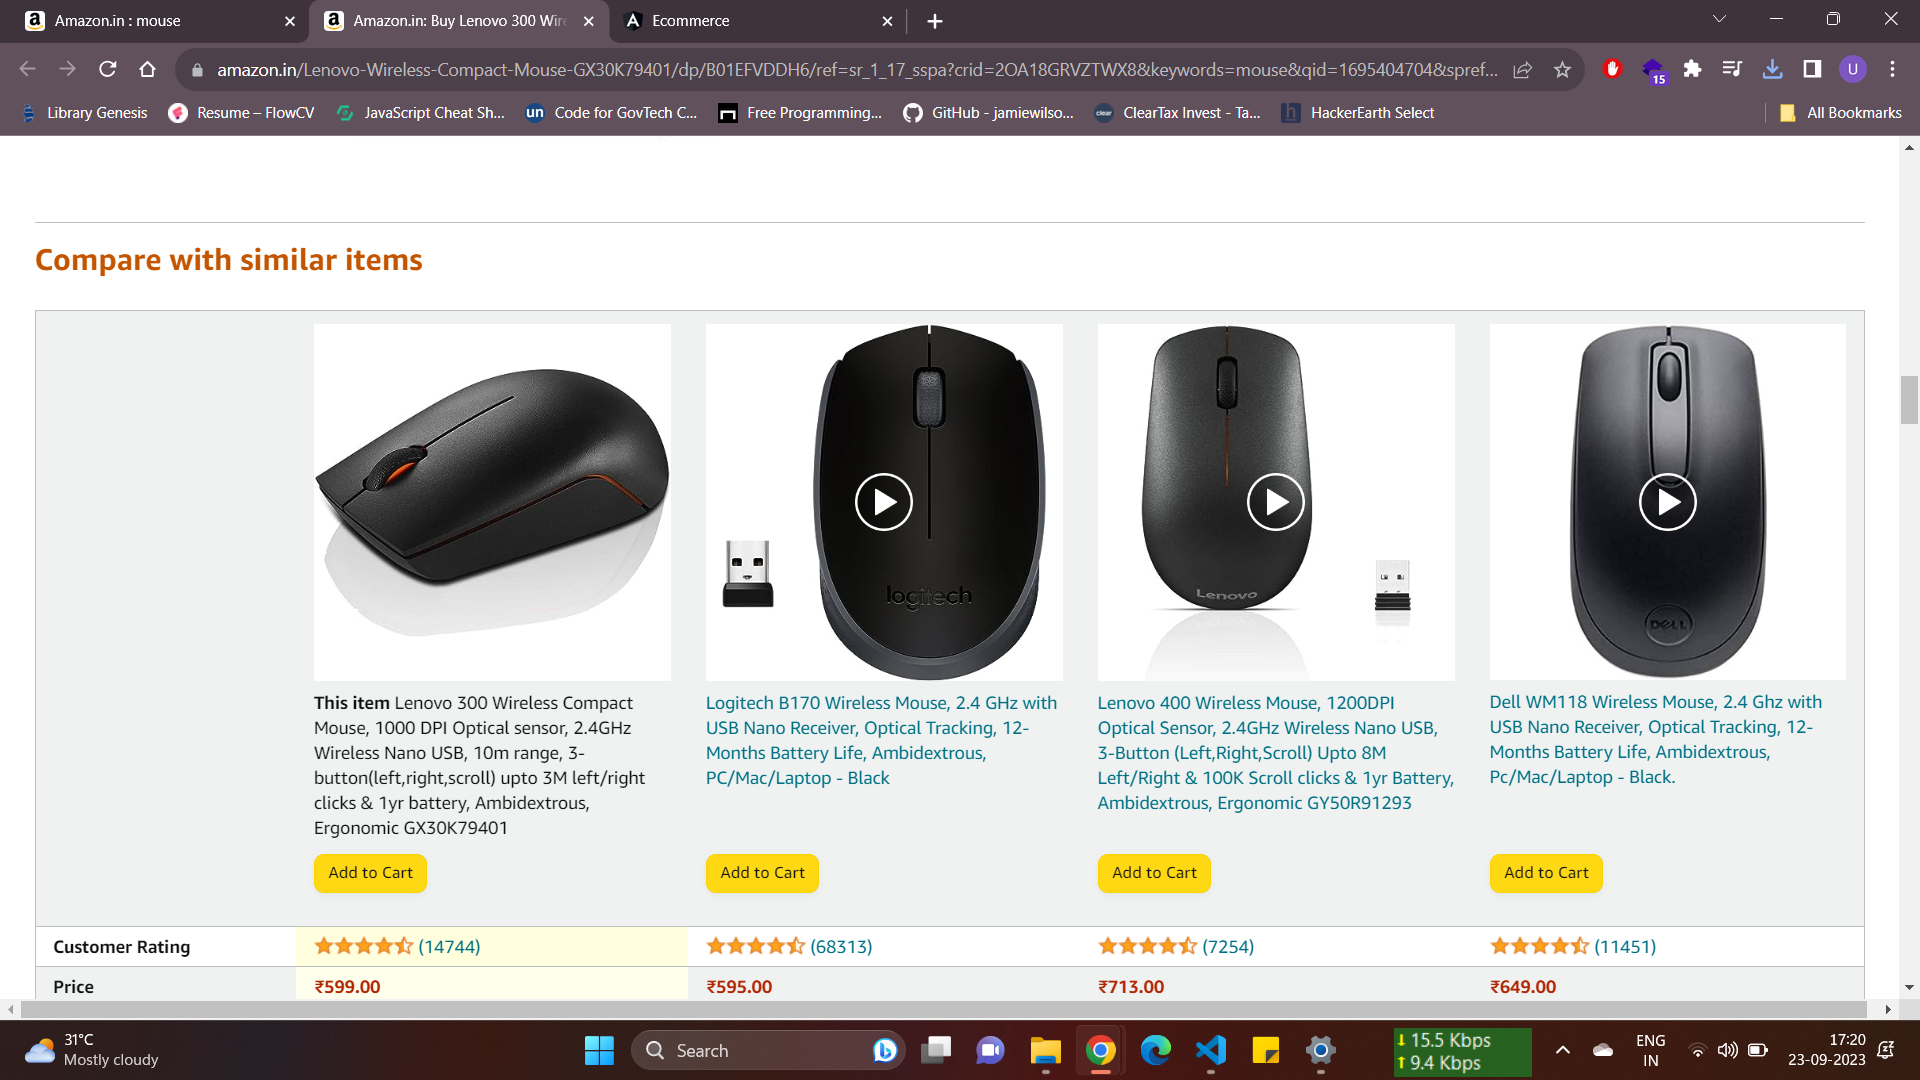 Amazon.in : mouse
Amazon.in: Buy Lenovo 300 Wire
Ecommerce
amazon.in/Lenovo-Wireless-Compact-Mouse-GX30K79401/dp/B01EFVDDH6/ref=sr_1_17_sspa?crid=2OA18GRVZTWX8&keywords=mouse&qid=1695404704&spref...
15
U
Library Genesis
Resume – FlowCV
JavaScript Cheat Sh...
un
Code for GovTech C...
Free Programming...
GitHub - jamiewilso...
clear
ClearTax Invest - Ta...
h
HackerEarth Select
All Bookmarks
Compare with similar items
logitech
Lenovo
DELL
This item Lenovo 300 Wireless Compact
Mouse, 1000 DPI Optical sensor, 2.4GHz
Wireless Nano USB, 10m range, 3-
button(left,right,scroll) upto 3M left/right
clicks & 1yr battery, Ambidextrous,
Ergonomic GX30K79401
Logitech B170 Wireless Mouse, 2.4 GHz with
USB Nano Receiver, Optical Tracking, 12-
Months Battery Life, Ambidextrous,
PC/Mac/Laptop - Black
Lenovo 400 Wireless Mouse, 1200DPI
Optical Sensor, 2.4GHz Wireless Nano USB,
3-Button (Left,Right,Scroll) Upto 8M
Left/Right & 100K Scroll clicks & 1yr Battery,
Ambidextrous, Ergonomic GY50R91293
Dell WM118 Wireless Mouse, 2.4 Ghz with
USB Nano Receiver, Optical Tracking, 12-
Months Battery Life, Ambidextrous,
Pc/Mac/Laptop - Black.
Add to Cart
Add to Cart
Add to Cart
Add to Cart
Customer Rating
(14744)
(68313)
(7254)
(11451)
Price
₹599.00
₹595.00
₹713.00
₹649.00
31°C
Mostly cloudy
Search
15.5 Kbps
9.4 Kbps
ENG
IN
17:20
23-09-2023